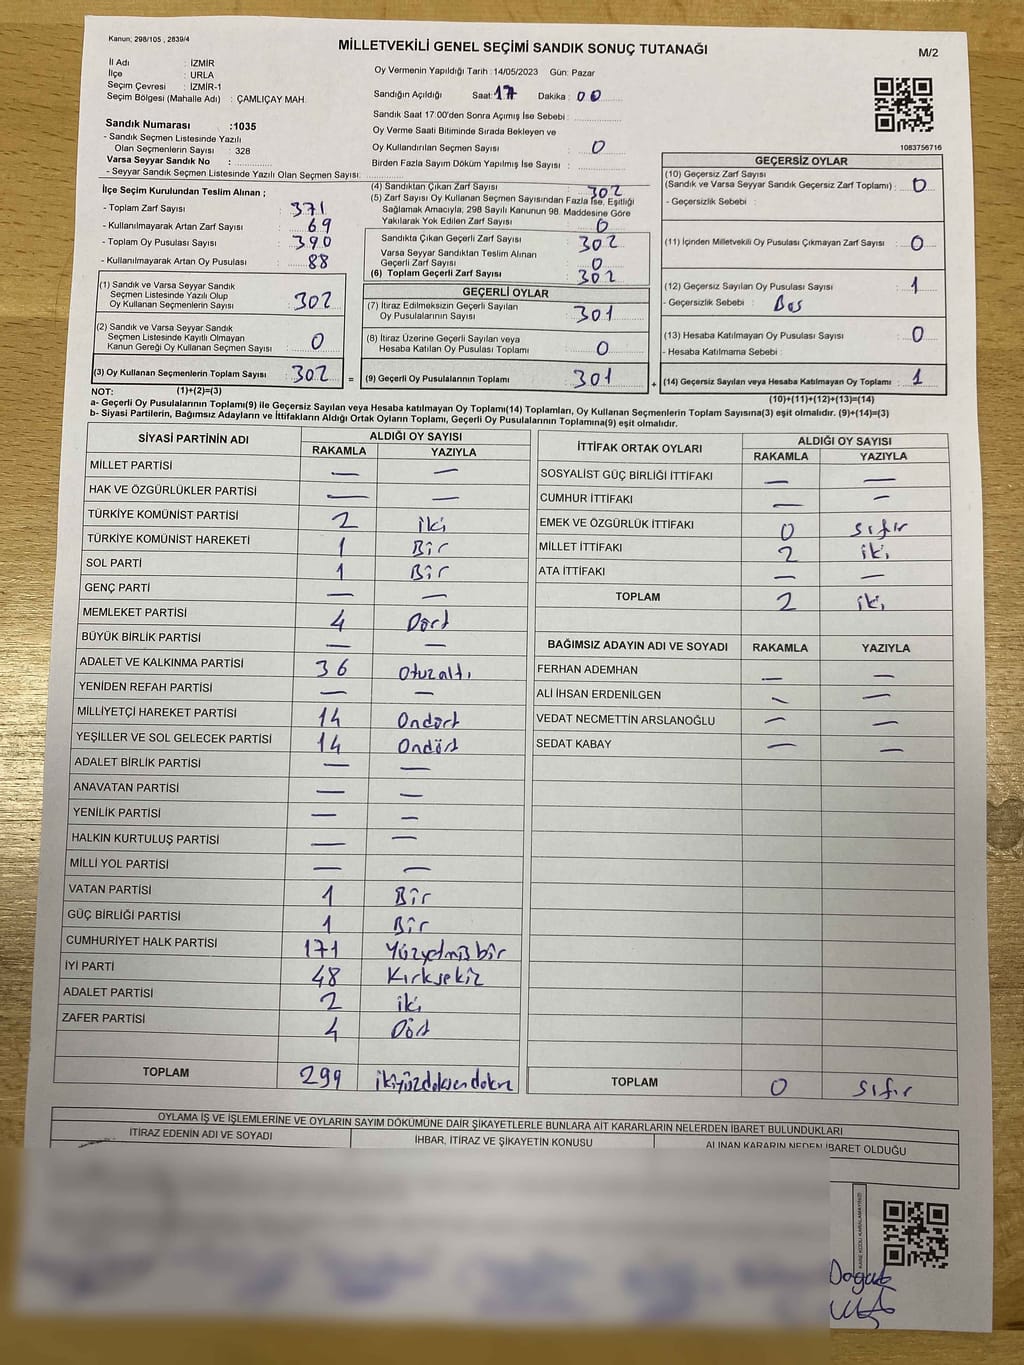 Kanun; 298/105 , 2839/4
MİLLETVEKİLİ GENEL SEÇİMİ SANDIK SONUÇ TUTANAĞI
M/2
İl Adı : İZMİR
İlçe : URLA
Seçim Çevresi : İZMİR-1
Seçim Bölgesi (Mahalle Adı) : ÇAMLIÇAY MAH.
Oy Vermenin Yapıldığı Tarih : 14/05/2023 Gün: Pazar
Sandığın Açıldığı Saat: 17 Dakika : 00
Sandık Saat 17:00'den Sonra Açımış İse Sebebi :
Oy Verme Saati Bitiminde Sırada Bekleyen ve
Oy Kullandırılan Seçmen Sayısı : 0
Birden Fazla Sayım Döküm Yapılmış İse Sayısı :
Sandık Numarası :1035
- Sandık Seçmen Listesinde Yazılı
Olan Seçmenlerin Sayısı : 328
Varsa Seyyar Sandık No :
- Seyyar Sandık Seçmen Listesinde Yazılı Olan Seçmen Sayısı:
1083756716
İlçe Seçim Kurulundan Teslim Alınan ;
- Toplam Zarf Sayısı : 371
- Kullanılmayarak Artan Zarf Sayısı : 69
- Toplam Oy Pusulası Sayısı : 390
- Kullanılmayarak Artan Oy Pusulası : 88
(1) Sandık ve Varsa Seyyar Sandık
Seçmen Listesinde Yazılı Olup
Oy Kullanan Seçmenlerin Sayısı : 302
(2) Sandık ve Varsa Seyyar Sandık
Seçmen Listesinde Kayıtlı Olmayan
Kanun Gereği Oy Kullanan Seçmen Sayısı : 0
(3) Oy Kullanan Seçmenlerin Toplam Sayısı : 302 =
(4) Sandıktan Çıkan Zarf Sayısı : 302
(5) Zarf Sayısı Oy Kullanan Seçmen Sayısından Fazla İse, Eşitliği
Sağlamak Amacıyla, 298 Sayılı Kanunun 98. Maddesine Göre
Yakılarak Yok Edilen Zarf Sayısı : 0
Sandıkta Çıkan Geçerli Zarf Sayısı : 302
Varsa Seyyar Sandıktan Teslim Alınan
Geçerli Zarf Sayısı : 0
(6) Toplam Geçerli Zarf Sayısı : 302
GEÇERLİ OYLAR
(7) İtiraz Edilmeksizin Geçerli Sayılan
Oy Pusulalarının Sayısı : 301
(8) İtiraz Üzerine Geçerli Sayılan veya
Hesaba Katılan Oy Pusulaları Toplamı : 0
(9) Geçerli Oy Pusulalarının Toplamı : 301 +
GEÇERSİZ OYLAR
(10) Geçersiz Zarf Sayısı
(Sandık ve Varsa Seyyar Sandık Geçersiz Zarf Toplamı) : 0
- Geçersizlik Sebebi :
(11) İçinden Milletvekili Oy Pusulası Çıkmayan Zarf Sayısı : 0
(12) Geçersiz Sayılan Oy Pusulası Sayısı : 1
- Geçersizlik Sebebi : Boş
(13) Hesaba Katılmayan Oy Pusulası Sayısı : 0
- Hesaba Katılmama Sebebi :
(14) Geçersiz Sayılan veya Hesaba Katılmayan Oy Toplamı : 1
NOT: (1)+(2)=(3)
(10)+(11)+(12)+(13)=(14)
a- Geçerli Oy Pusulalarının Toplamı(9) ile Geçersiz Sayılan veya Hesaba katılmayan Oy Toplamı(14) Toplamları, Oy Kullanan Seçmenlerin Toplam Sayısına(3) eşit olmalıdır. (9)+(14)=(3)
b- Siyasi Partilerin, Bağımsız Adayların ve İttifakların Aldığı Ortak Oyların Toplamı, Geçerli Oy Pusulalarının Toplamına(9) eşit olmalıdır.
SİYASİ PARTİNİN ADI ALDIĞI OY SAYISI
RAKAMLA YAZIYLA
MİLLET PARTİSİ — —
HAK VE ÖZGÜRLÜKLER PARTİSİ — —
TÜRKİYE KOMÜNİST PARTİSİ 2 iki
TÜRKİYE KOMÜNİST HAREKETİ 1 Bir
SOL PARTİ 1 Bir
GENÇ PARTİ — —
MEMLEKET PARTİSİ 4 Dört
BÜYÜK BİRLİK PARTİSİ — —
ADALET VE KALKINMA PARTİSİ 36 Otuzaltı
YENİDEN REFAH PARTİSİ — —
MİLLİYETÇİ HAREKET PARTİSİ 14 Ondört
YEŞİLLER VE SOL GELECEK PARTİSİ 14 Ondört
ADALET BİRLİK PARTİSİ — —
ANAVATAN PARTİSİ — —
YENİLİK PARTİSİ — —
HALKIN KURTULUŞ PARTİSİ — —
MİLLİ YOL PARTİSİ — —
VATAN PARTİSİ 1 Bir
GÜÇ BİRLİĞİ PARTİSİ 1 Bir
CUMHURİYET HALK PARTİSİ 171 Yüzyetmişbir
İYİ PARTİ 48 Kırksekiz
ADALET PARTİSİ 2 iki
ZAFER PARTİSİ 4 Dört
TOPLAM 299 ikiyüzdoksandokuz
İTTİFAK ORTAK OYLARI ALDIĞI OY SAYISI
RAKAMLA YAZIYLA
SOSYALİST GÜÇ BİRLİĞİ İTTİFAKI — —
CUMHUR İTTİFAKI — —
EMEK VE ÖZGÜRLÜK İTTİFAKI 0 sıfır
MİLLET İTTİFAKI 2 iki
ATA İTTİFAKI — —
TOPLAM 2 iki
BAĞIMSIZ ADAYIN ADI VE SOYADI RAKAMLA YAZIYLA
FERHAN ADEMHAN — —
ALİ İHSAN ERDENİLGEN — —
VEDAT NECMETTİN ARSLANOĞLU — —
SEDAT KABAY — —
TOPLAM 0 sıfır
OYLAMA İŞ VE İŞLEMLERİNE VE OYLARIN SAYIM DÖKÜMÜNE DAİR ŞİKAYETLERLE BUNLARA AİT KARARLARIN NELERDEN İBARET BULUNDUKLARI
İTİRAZ EDENİN ADI VE SOYADI İHBAR, İTİRAZ VE ŞİKAYETİN KONUSU ALINAN KARARIN NEDEN İBARET OLDUĞU
KARE KODU KARALAMAYINIZ!